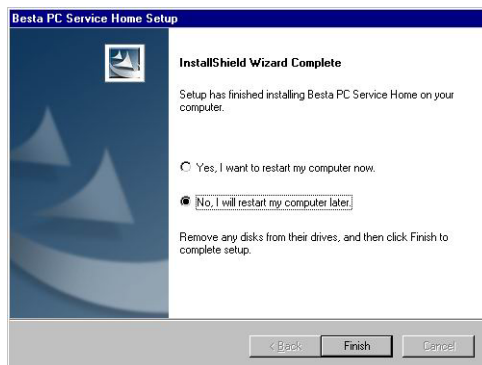 Besta PC Service Home Setup
InstallShield Wizard Complete
Setup has finished installing Besta PC Service Home on your
computer.
Yes, I want to restart my computer now.
No, I will restart my computer later.
Remove any disks from their drives, and then click Finish to
complete setup.
< Back Finish Cancel